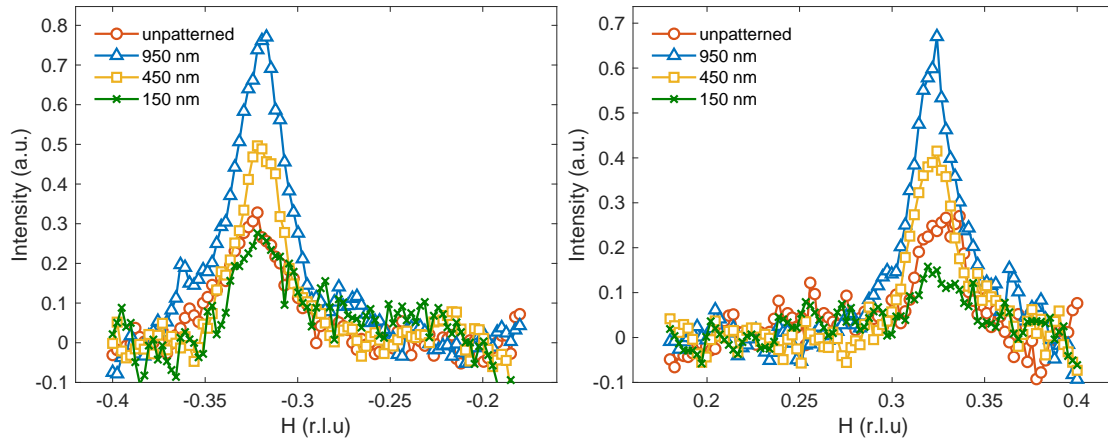 unpatterned
950 nm
450 nm
150 nm
Intensity (a.u.)
0.8
0.7
0.6
0.5
0.4
0.3
0.2
0.1
0
-0.1
-0.4 -0.35 -0.3 -0.25 -0.2
H (r.l.u)
unpatterned
950 nm
450 nm
150 nm
Intensity (a.u.)
0.7
0.6
0.5
0.4
0.3
0.2
0.1
0
-0.1
0.2 0.25 0.3 0.35 0.4
H (r.l.u)